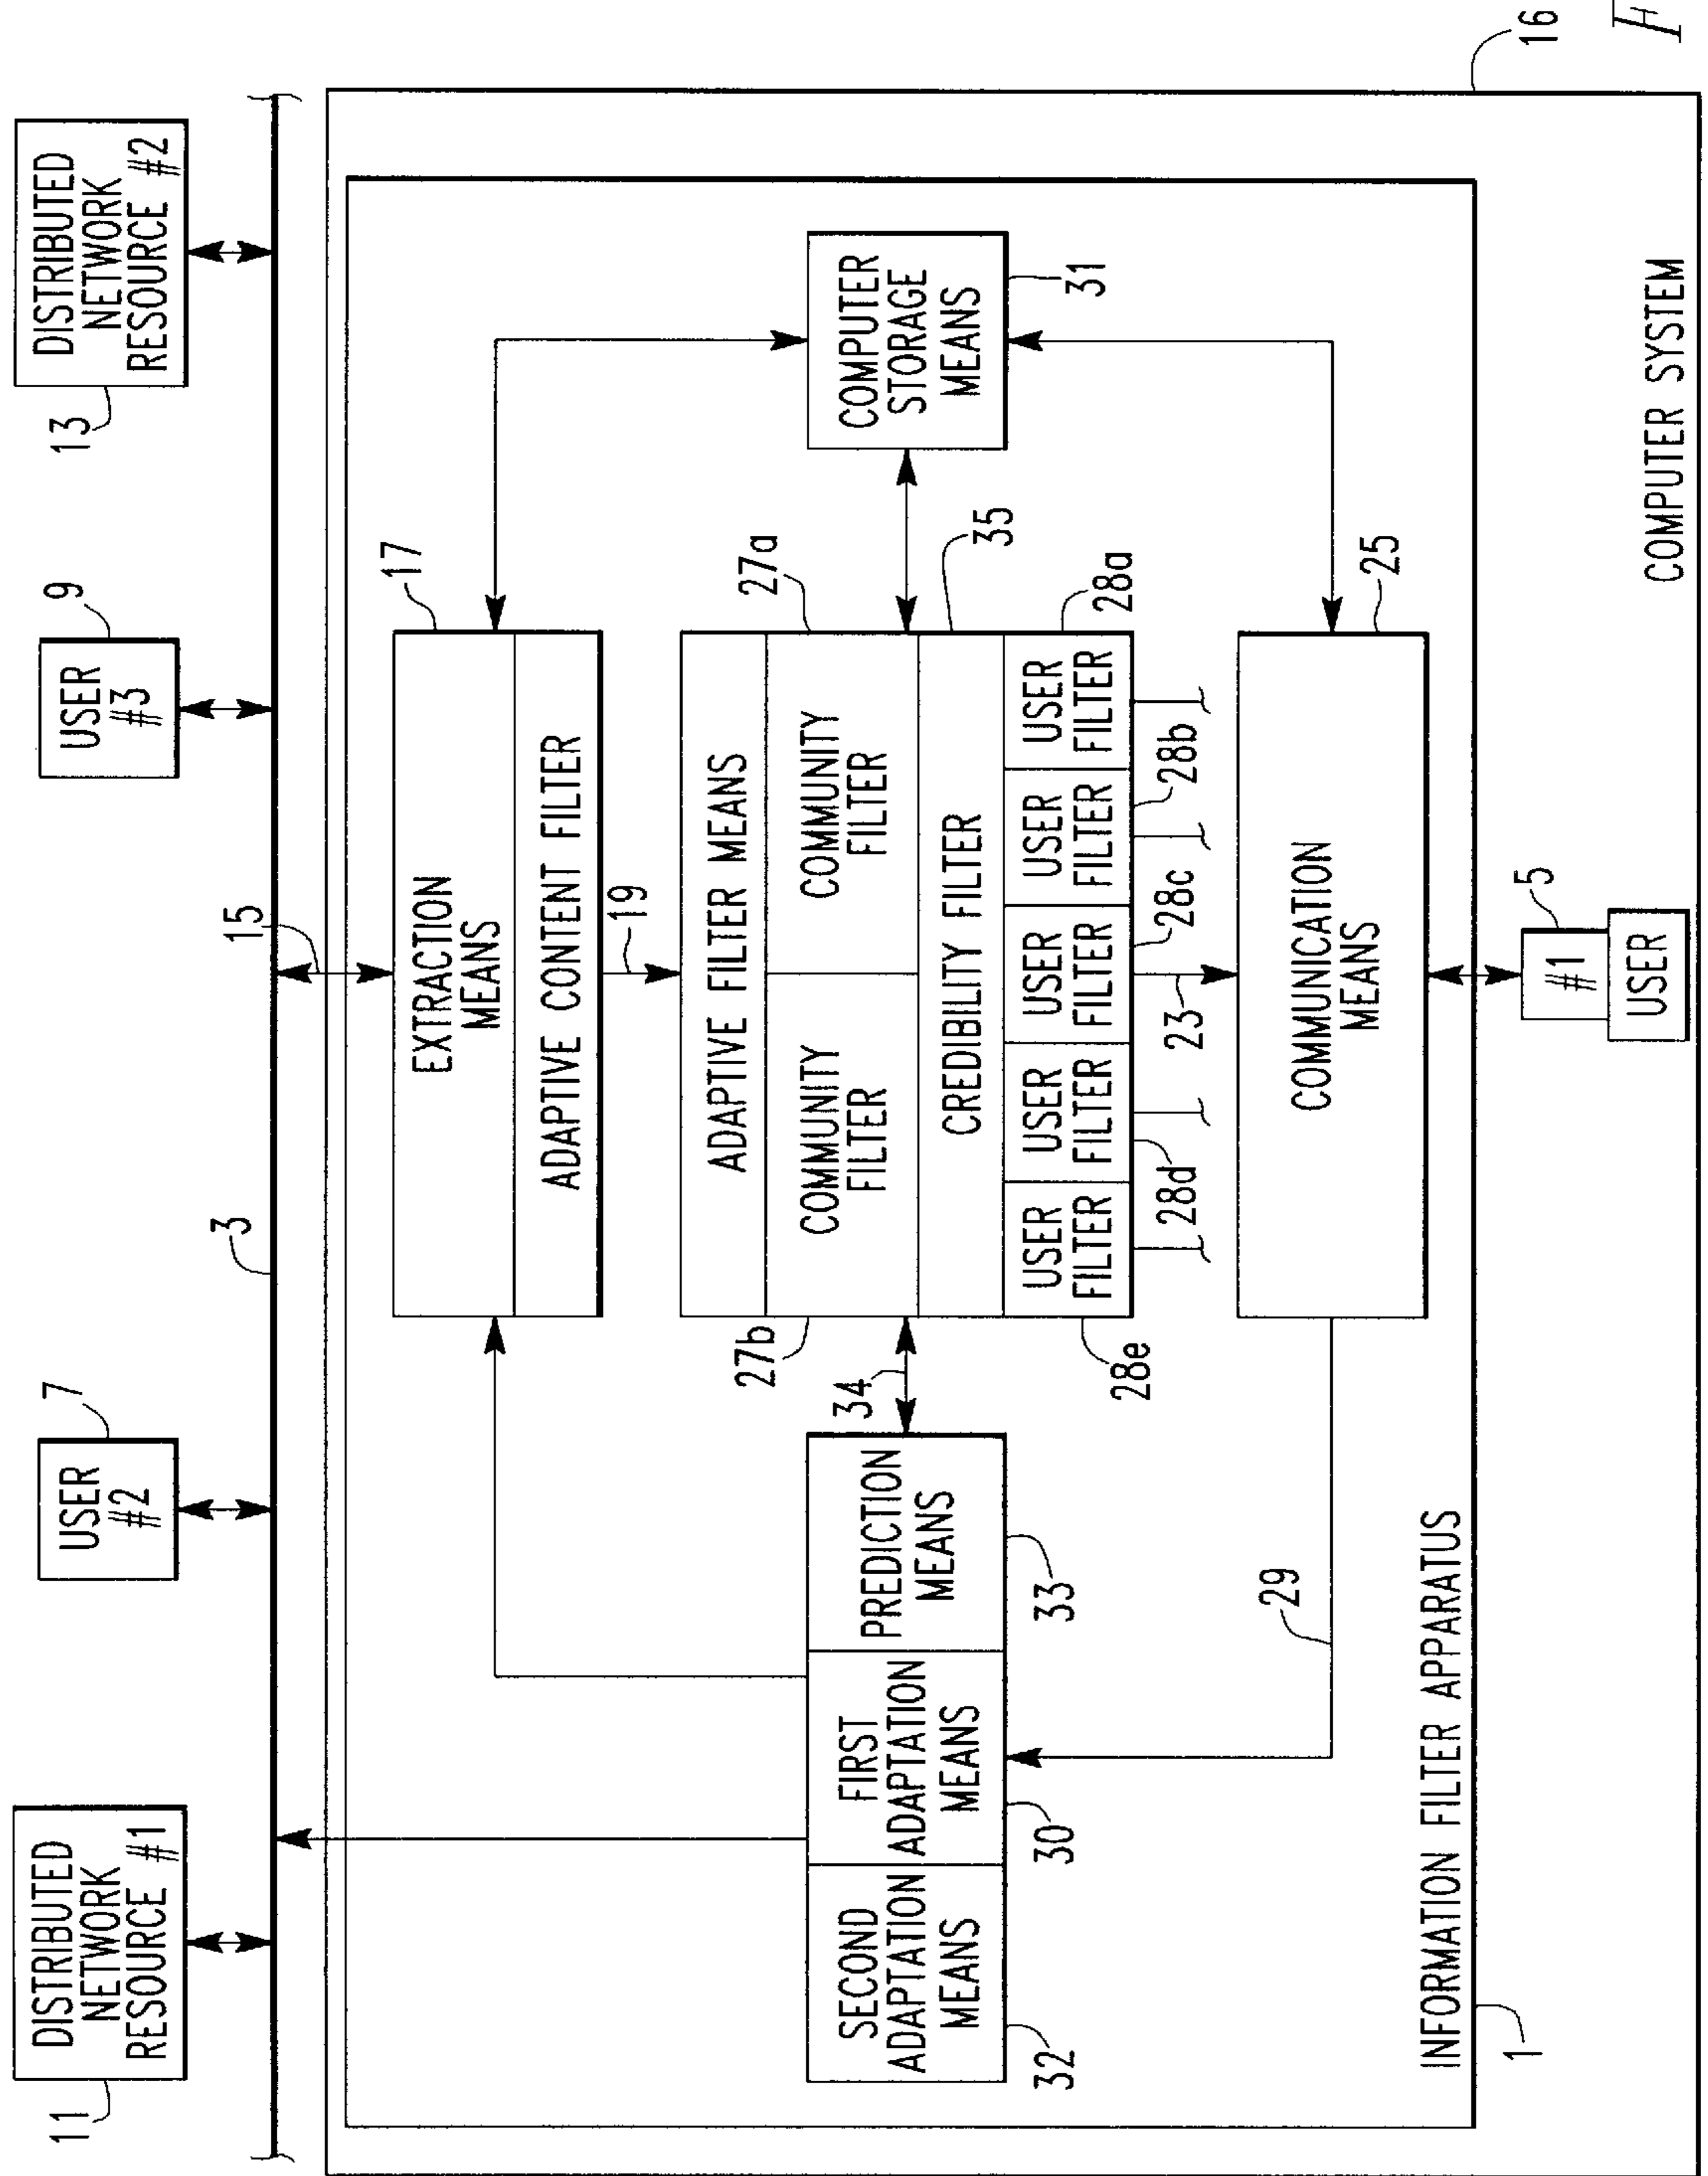 11
DISTRIBUTED
NETWORK
RESOURCE #1
7
USER
#2
9
USER
#3
13
DISTRIBUTED
NETWORK
RESOURCE #2
3
15
16
17
EXTRACTION
MEANS
ADAPTIVE CONTENT FILTER
19
27b
27a
ADAPTIVE FILTER MEANS
COMMUNITY
FILTER
COMMUNITY
FILTER
CREDIBILITY FILTER
35
USER
FILTER
USER
FILTER
USER
FILTER
USER
FILTER
USER
FILTER
28e
28d
23
28c
28b
28a
SECOND
ADAPTATION
MEANS
FIRST
ADAPTATION
MEANS
PREDICTION
MEANS
32
30
33
34
COMPUTER
STORAGE
MEANS
31
29
COMMUNICATION
MEANS
25
INFORMATION FILTER APPARATUS
1
#1
USER
5
COMPUTER SYSTEM